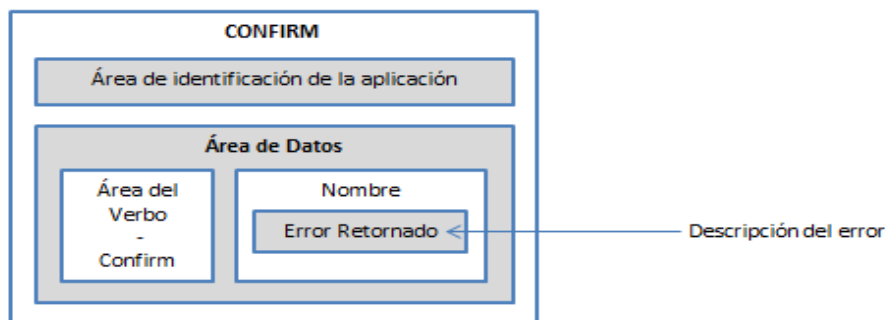 CONFIRM
Área de identificación de la aplicación
Área de Datos
Área del
Verbo
-
Confirm
Nombre
Error Retornado
Descripción del error